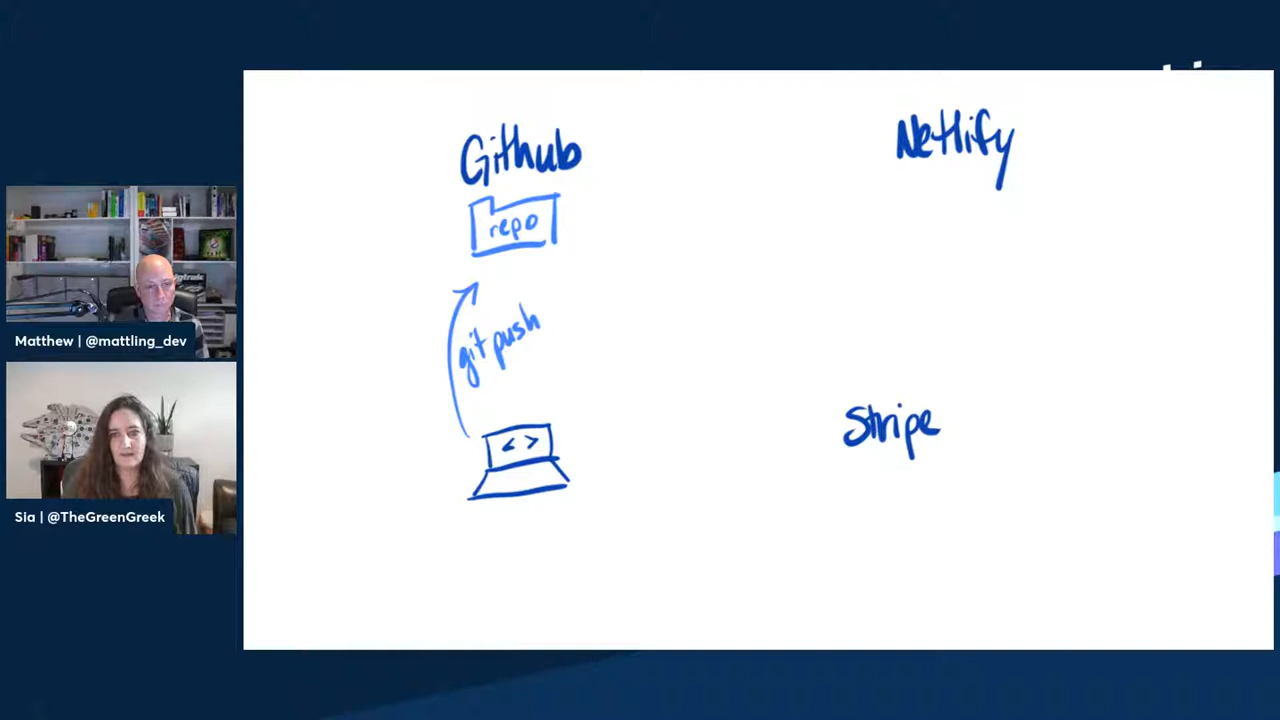 Github
Netlify
repo
git push
< >
Stripe
Matthew | @mattling_dev
Sia | @TheGreenGreek